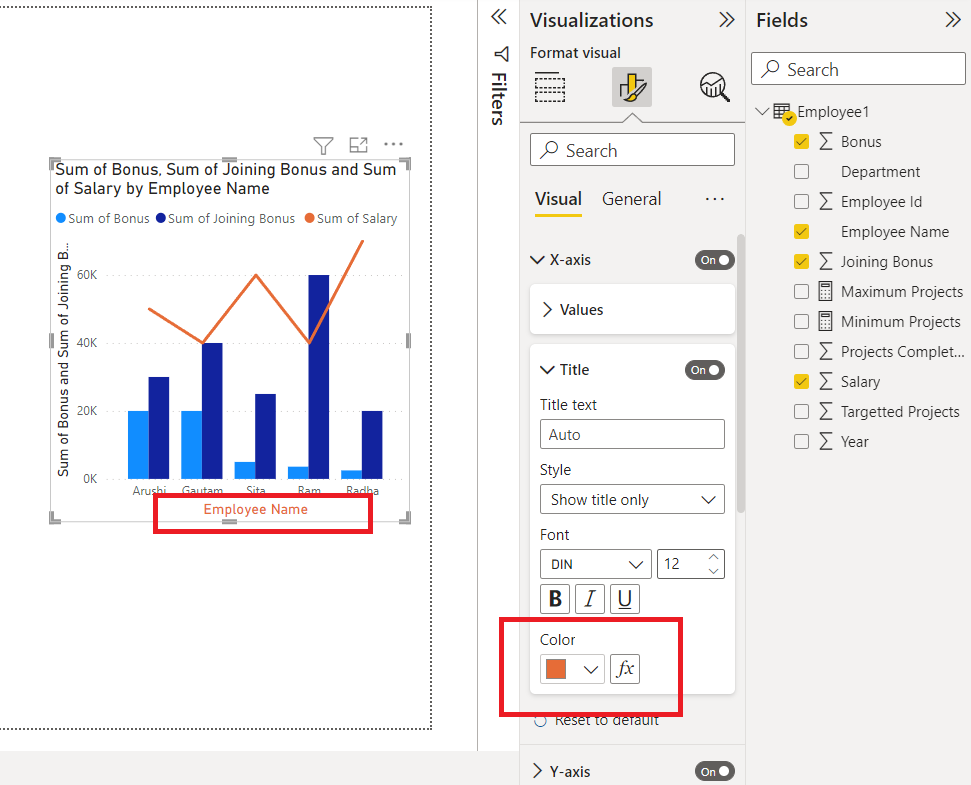 Sum of Bonus, Sum of Joining Bonus and Sum
of Salary by Employee Name
Sum of Bonus Sum of Joining Bonus Sum of Salary
Sum of Bonus and Sum of Joining B...
60K
40K
20K
0K
Arushi Gautam Sita Ram Radha
Employee Name
Filters
Visualizations
Format visual
Search
Visual General ...
X-axis On
Values
Title On
Title text
Auto
Style
Show title only
Font
DIN 12
B I U
Color
fx
Reset to default
Y-axis On
Fields
Search
Employee1
Σ Bonus
Department
Σ Employee Id
Employee Name
Σ Joining Bonus
Maximum Projects
Minimum Projects
Σ Projects Complet...
Σ Salary
Σ Targetted Projects
Σ Year